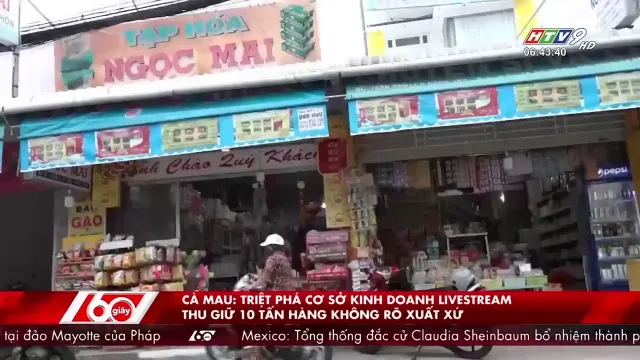 HTV9 HD
06:43:40
TẠP HÓA
NGỌC MAI
Kính Chào Quý Khách
GẠO
pepsi
60 giây
CÀ MAU: TRIỆT PHÁ CƠ SỞ KINH DOANH LIVESTREAM
THU GIỮ 10 TẤN HÀNG KHÔNG RÕ XUẤT XỨ
tại đảo Mayotte của Pháp
Mexico: Tổng thống đắc cử Claudia Sheinbaum bổ nhiệm thành p